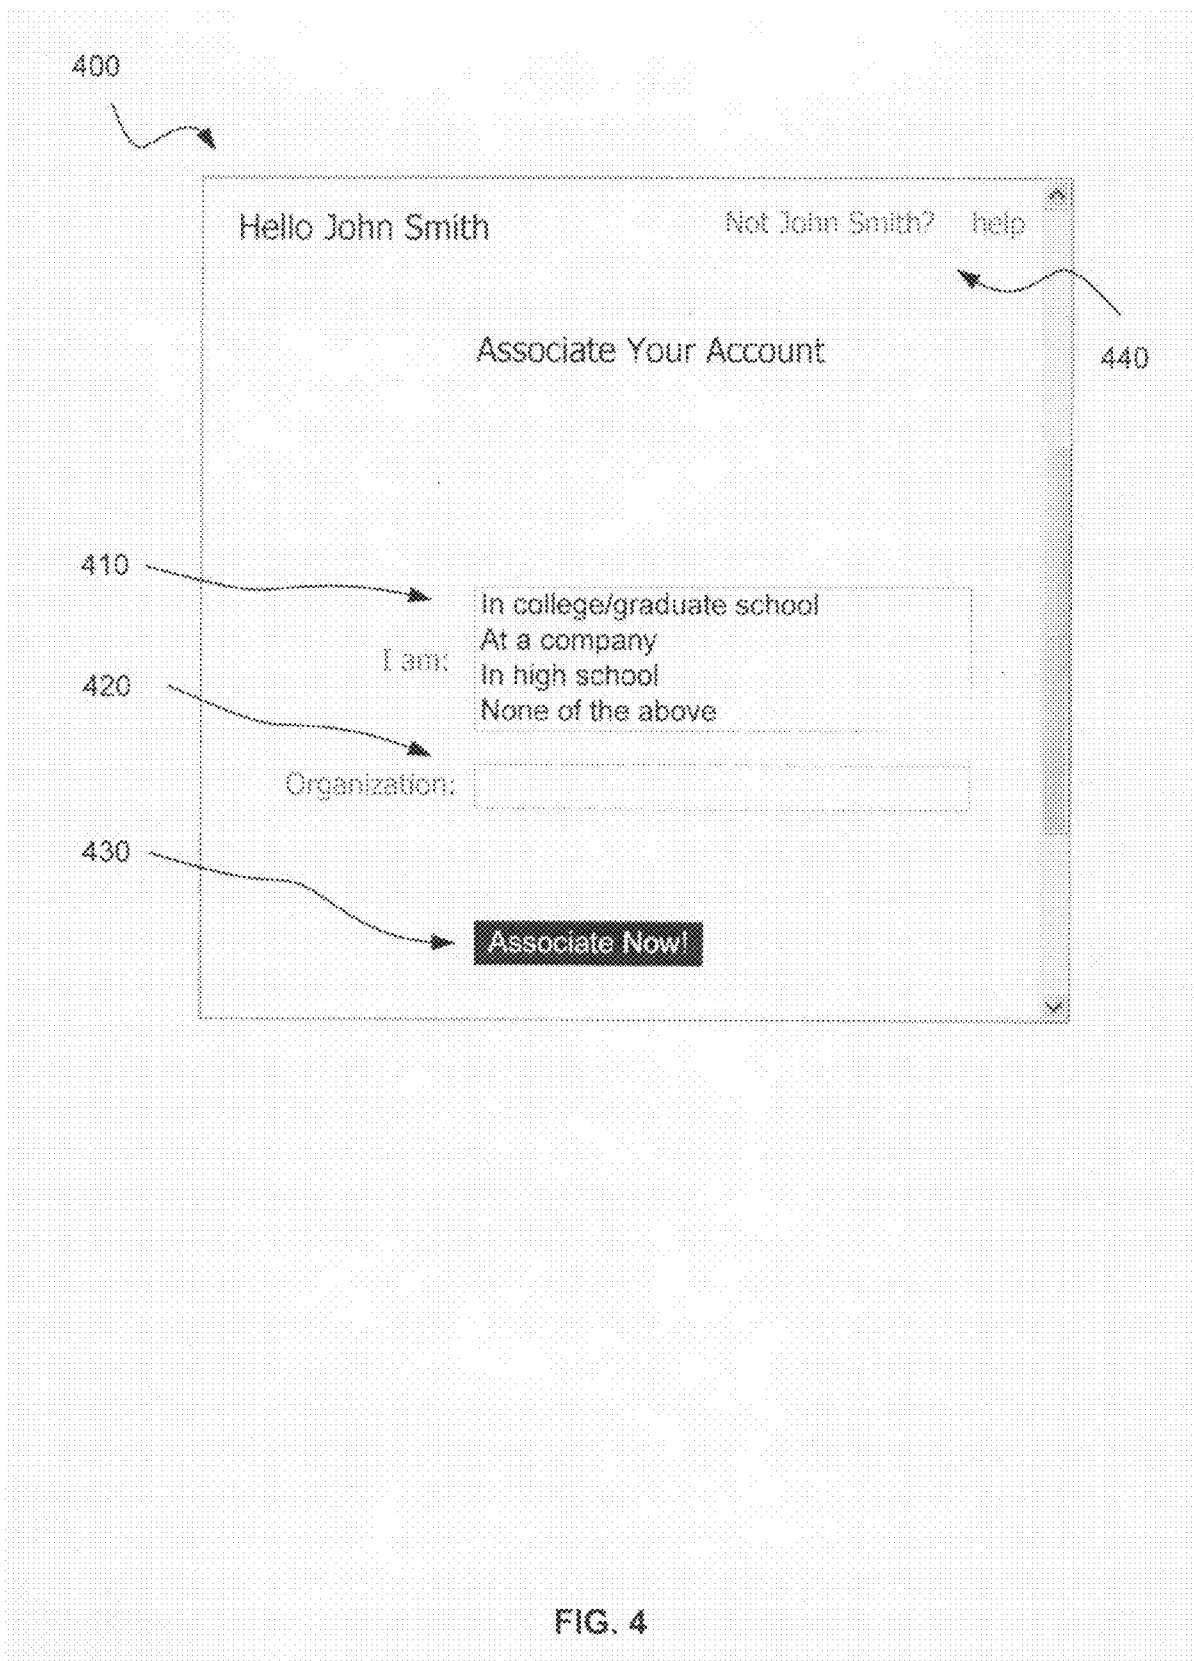 400
Hello John Smith
Not John Smith? help
440
Associate Your Account
410
In college/graduate school
At a company
I am:
In high school
420
None of the above
Organization:
430
Associate Now!
FIG. 4